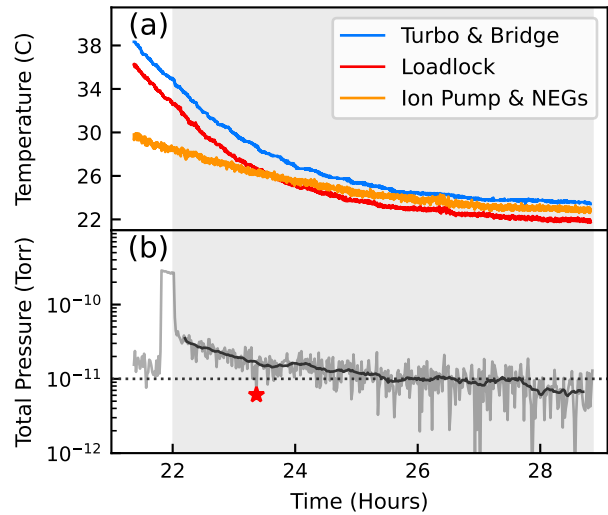 (a)
Turbo & Bridge
Loadlock
Ion Pump & NEGs
Temperature (C)
38
34
30
26
22
(b)
Total Pressure (Torr)
10⁻¹⁰
10⁻¹¹
10⁻¹²
22 24 26 28
Time (Hours)